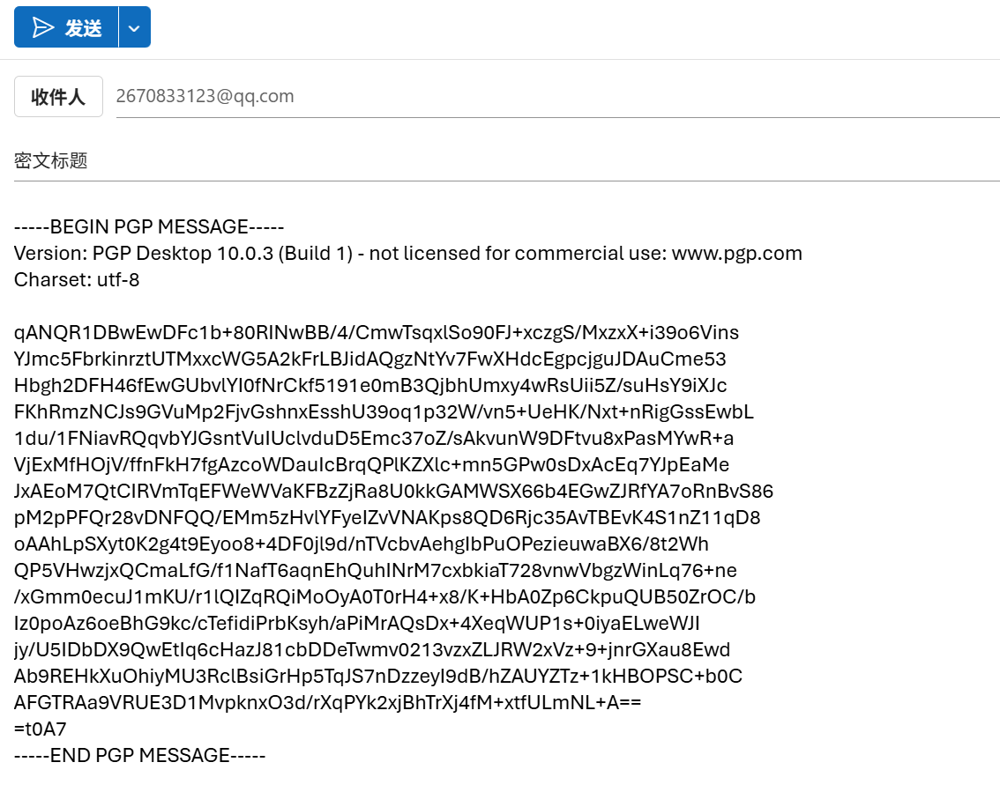 发送
收件人 2670833123@qq.com
密文标题
-----BEGIN PGP MESSAGE-----
Version: PGP Desktop 10.0.3 (Build 1) - not licensed for commercial use: www.pgp.com
Charset: utf-8
qANQR1DBwEwDFc1b+80RINwBB/4/CmwTsqxlSo90FJ+xczgS/MxzxX+i39o6Vins
YJmc5FbrkinrztUTMxxcWG5A2kFrLBJidAQgzNtYv7FwXHdcEgpcjguJDAuCme53
Hbgh2DFH46fEwGUbvlYI0fNrCkf5191e0mB3QjbhUmxy4wRsUii5Z/suHsY9iXJc
FKhRmzNCJs9GVuMp2FjvGshnxEsshU39oq1p32W/vn5+UeHK/Nxt+nRigGssEwbL
1du/1FNiavRQqvbYJGsntVuIUclvduD5Emc37oZ/sAkvunW9DFtvu8xPasMYwR+a
VjExMfHOjV/ffnFkH7fgAzcoWDauIcBrqQPlKZXlc+mn5GPw0sDxAcEq7YJpEaMe
JxAEoM7QtCIRVmTqEFWeWVaKFBzZjRa8U0kkGAMWSX66b4EGwZJRfYA7oRnBvS86
pM2pPFQr28vDNFQQ/EMm5zHvlYFyeIZvVNAKps8QD6Rjc35AvTBEvK4S1nZ11qD8
oAAhLpSXyt0K2g4t9Eyoo8+4DF0jl9d/nTVcbvAehgIbPuOPezieuwaBX6/8t2Wh
QP5VHwzjxQCmaLfG/f1NafT6aqnEhQuhINrM7cxbkiaT728vnwVbgzWinLq76+ne
/xGmm0ecuJ1mKU/r1lQIZqRQiMoOyA0T0rH4+x8/K+HbA0Zp6CkpuQUB50ZrOC/b
Iz0poAz6oeBhG9kc/cTefidiPrbKsyh/aPiMrAQsDx+4XeqWUP1s+0iyaELweWJI
jy/U5IDbDX9QwEtIq6cHazJ81cbDDeTwmv0213vzxZLJRW2xVz+9+jnrGXau8Ewd
Ab9REHkXuOhiyMU3RclBsiGrHp5TqJS7nDzzeyI9dB/hZAUYZTz+1kHBOPSC+b0C
AFGTRAa9VRUE3D1MvpknxO3d/rXqPYk2xjBhTrXj4fM+xtfULmNL+A==
=t0A7
-----END PGP MESSAGE-----